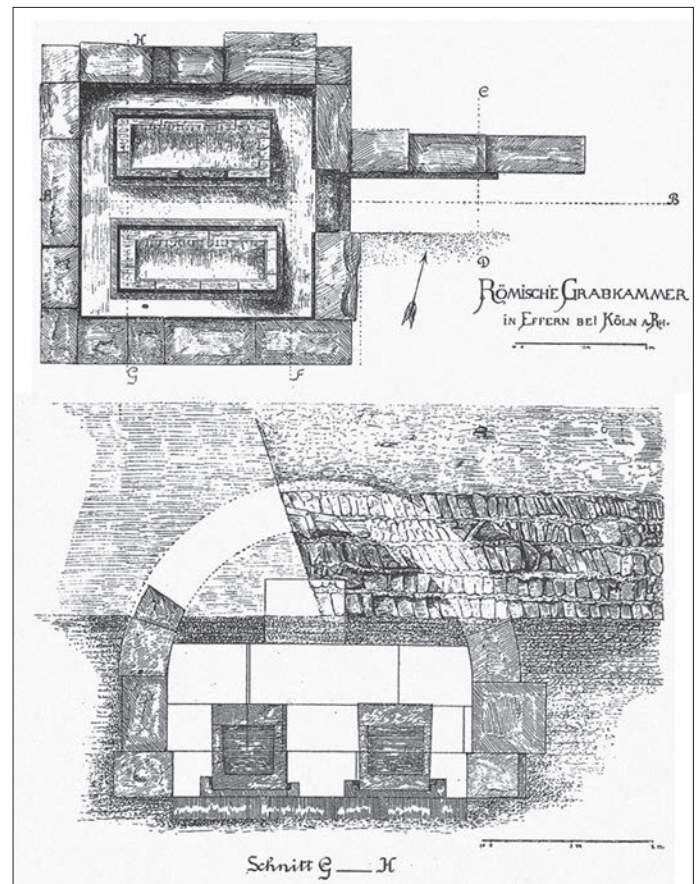 H
E
C
A
B
D
RÖMISCHE GRABKAMMER
IN EFFERN BEI KÖLN A.RH.
G
F
Schnitt G — H